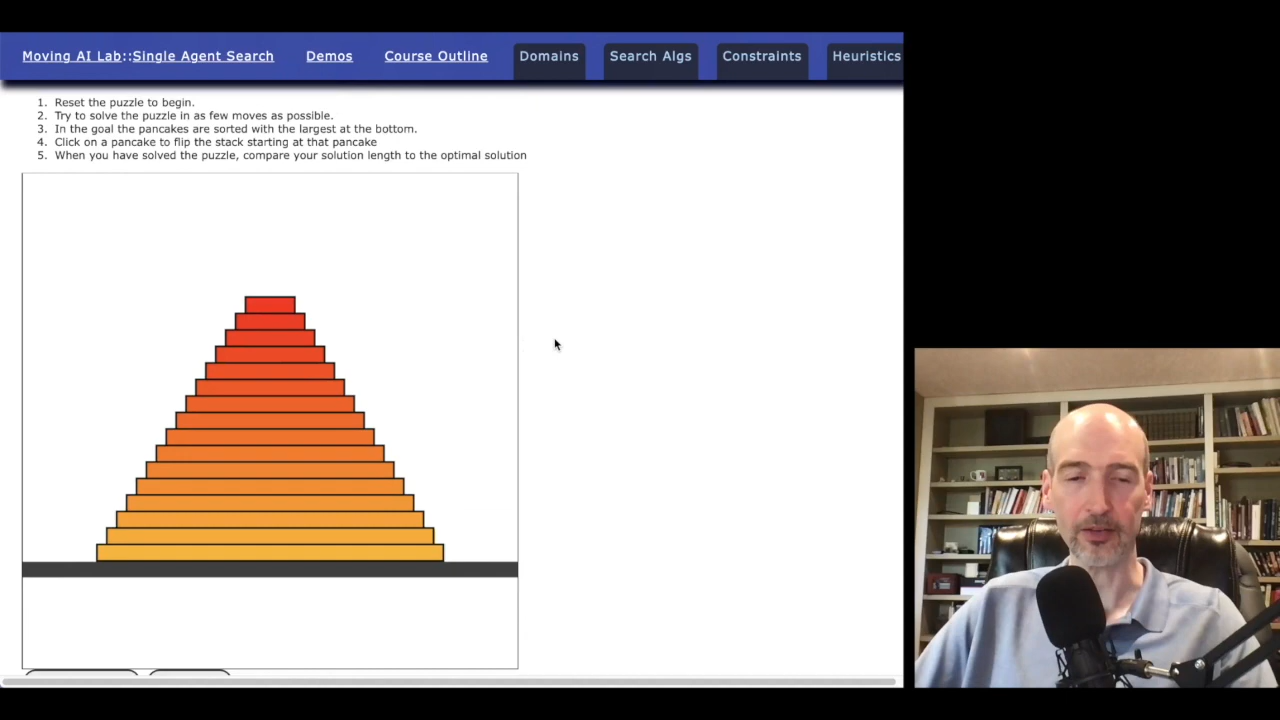 Moving AI Lab::Single Agent Search Demos Course Outline Domains Search Algs Constraints Heuristics
1. Reset the puzzle to begin.
2. Try to solve the puzzle in as few moves as possible.
3. In the goal the pancakes are sorted with the largest at the bottom.
4. Click on a pancake to flip the stack starting at that pancake
5. When you have solved the puzzle, compare your solution length to the optimal solution